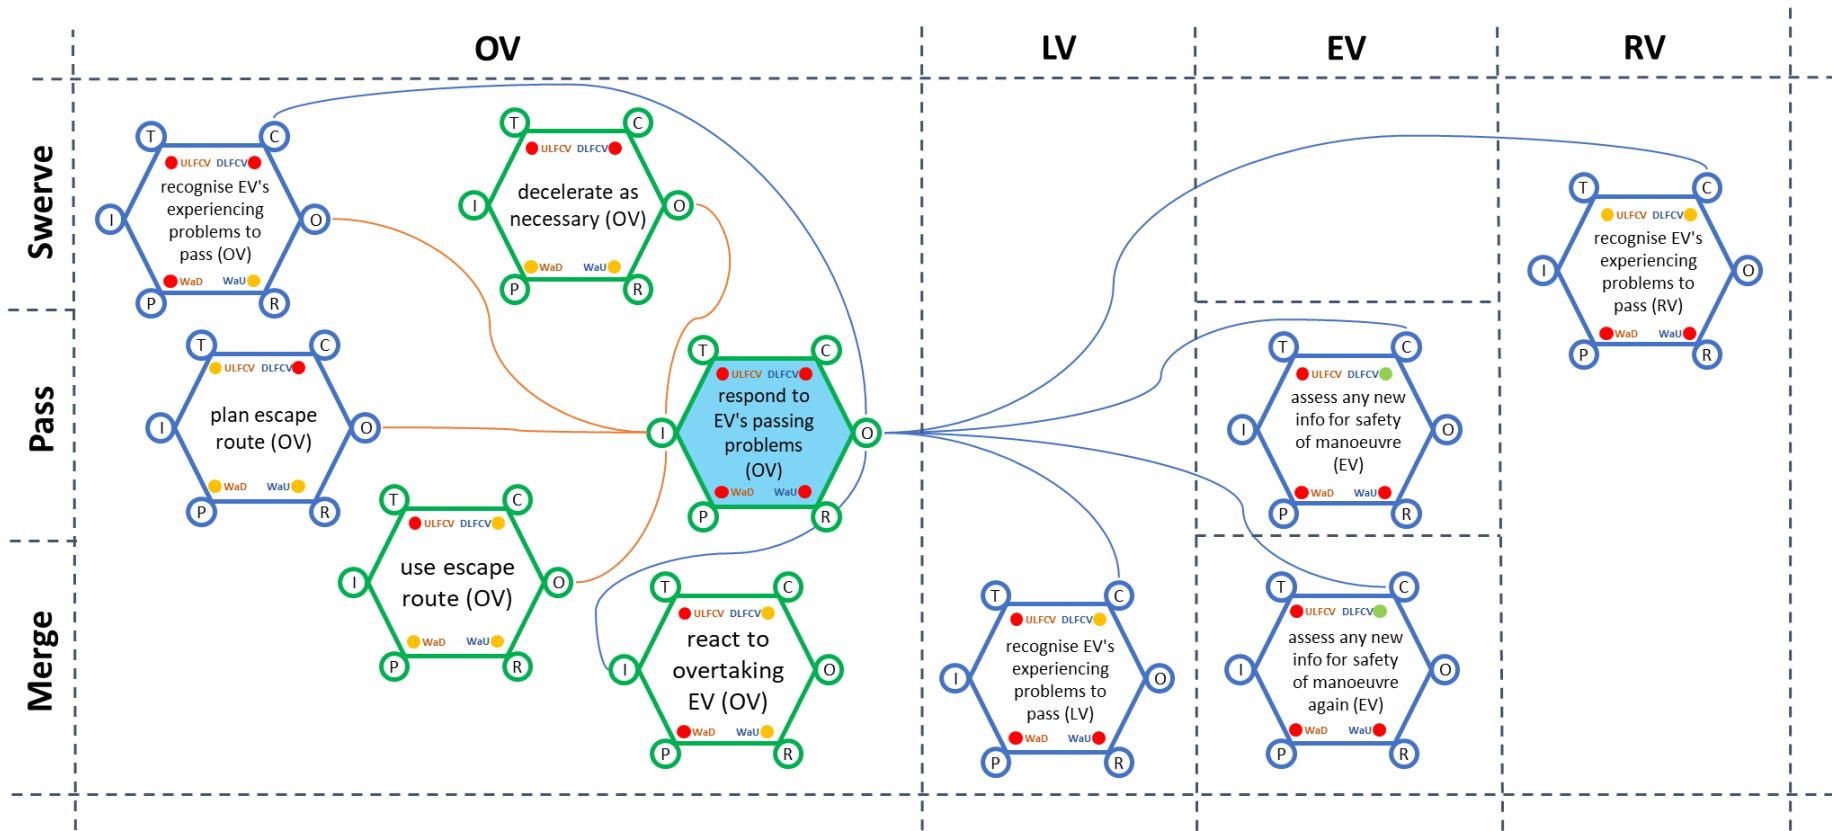 OV
LV
EV
RV
Swerve
Pass
Merge
T
C
ULFCV DLFCV
recognise EV's
experiencing
problems to
pass (OV)
I
O
WaD WaU
P
R
T
C
ULFCV DLFCV
decelerate as
necessary (OV)
I
O
WaD WaU
P
R
T
C
ULFCV DLFCV
recognise EV's
experiencing
problems to
pass (RV)
I
O
WaD WaU
P
R
T
C
ULFCV DLFCV
plan escape
route (OV)
I
O
WaD WaU
P
R
T
C
ULFCV DLFCV
respond to
EV's passing
problems
(OV)
I
O
WaD WaU
P
R
T
C
ULFCV DLFCV
assess any new
info for safety
of manoeuvre
(EV)
I
O
WaD WaU
P
R
T
C
ULFCV DLFCV
use escape
route (OV)
I
O
WaD WaU
P
R
T
C
ULFCV DLFCV
react to
overtaking
EV (OV)
I
O
WaD WaU
P
R
T
C
ULFCV DLFCV
recognise EV's
experiencing
problems to
pass (LV)
I
O
WaD WaU
P
R
T
C
ULFCV DLFCV
assess any new
info for safety
of manoeuvre
again (EV)
I
O
WaD WaU
P
R